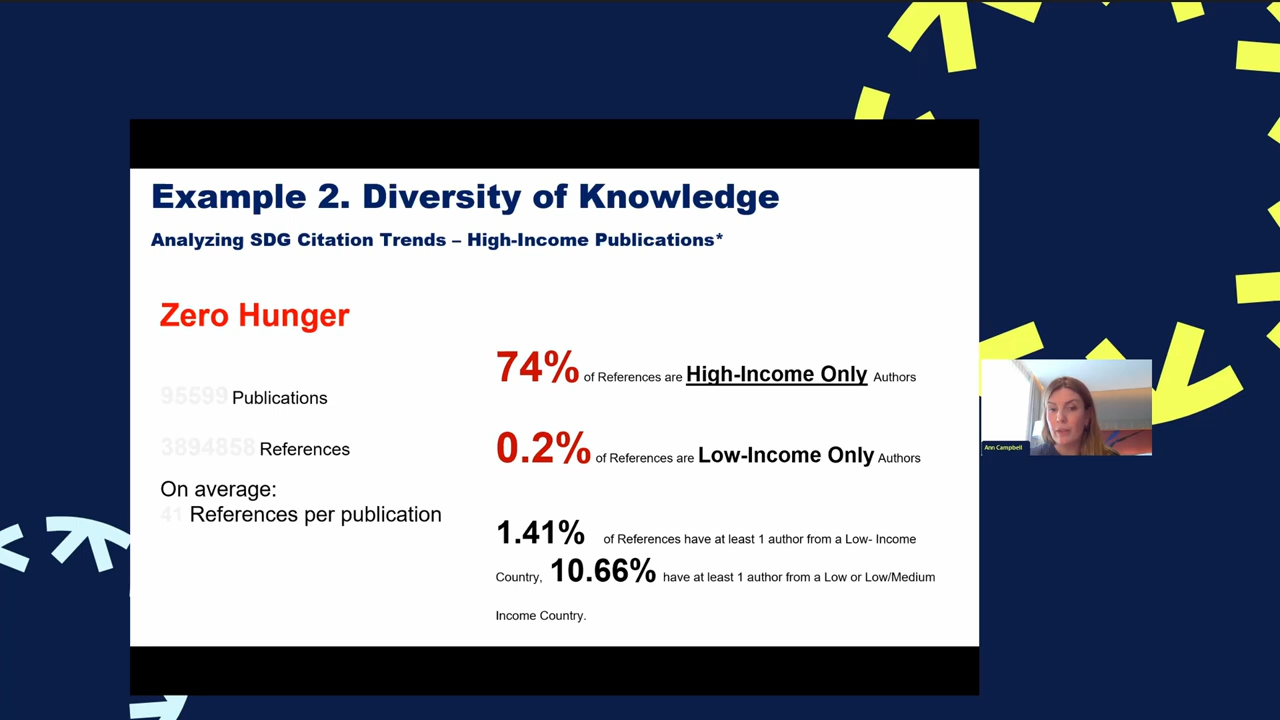 Example 2. Diversity of Knowledge
Analyzing SDG Citation Trends – High-Income Publications*
Zero Hunger
95599 Publications
3894858 References
On average:
41 References per publication
74% of References are High-Income Only Authors
0.2% of References are Low-Income Only Authors
1.41% of References have at least 1 author from a Low- Income
Country, 10.66% have at least 1 author from a Low or Low/Medium
Income Country.
Ann Campbell